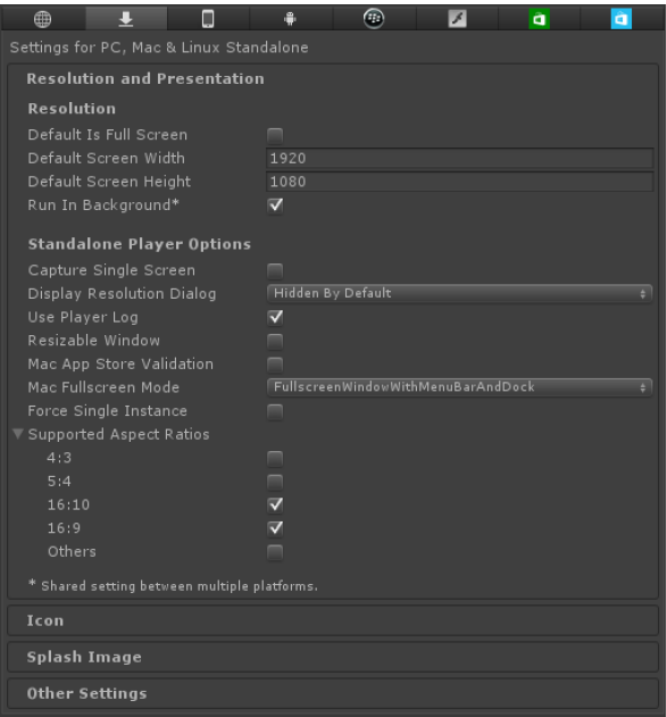 Settings for PC, Mac & Linux Standalone
Resolution and Presentation
Resolution
Default Is Full Screen
Default Screen Width 1920
Default Screen Height 1080
Run In Background*
Standalone Player Options
Capture Single Screen
Display Resolution Dialog Hidden By Default
Use Player Log
Resizable Window
Mac App Store Validation
Mac Fullscreen Mode FullscreenWindowWithMenuBarAndDock
Force Single Instance
Supported Aspect Ratios
4:3
5:4
16:10
16:9
Others
* Shared setting between multiple platforms.
Icon
Splash Image
Other Settings